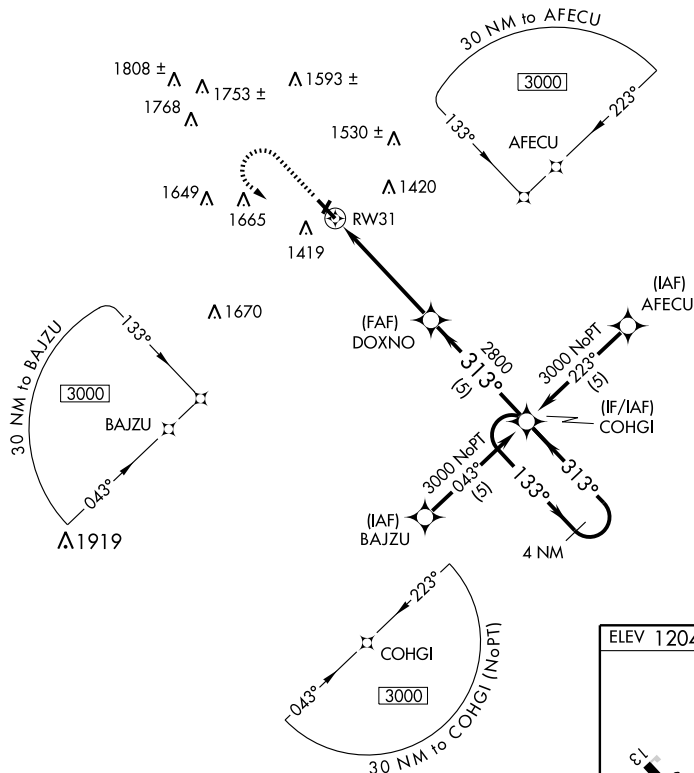 30 NM to AFECU
3000
133°
223°
AFECU
1808 ±
1753 ±
1593 ±
1768
1530 ±
1649
1665
1420
RW31
1419
1670
(FAF)
DOXNO
(IAF)
AFECU
2800
313°
(5)
3000 NoPT
223°
(5)
(IF/IAF)
COHGI
30 NM to BAJZU
133°
3000
BAJZU
043°
1919
3000 NoPT
043°
(5)
133°
313°
(IAF)
BAJZU
4 NM
223°
COHGI
043°
3000
30 NM to COHGI (NoPT)
ELEV 1204
13